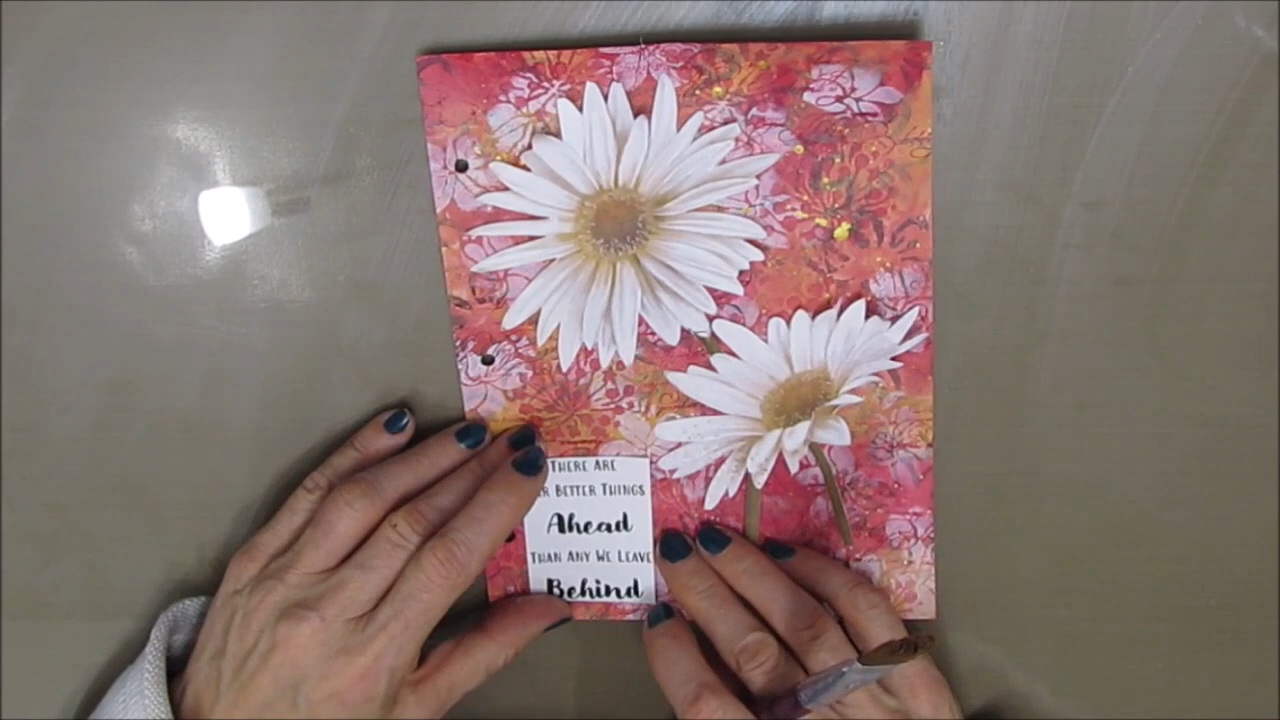 There Are
Better Things
Ahead
Than Any We Leave
Behind